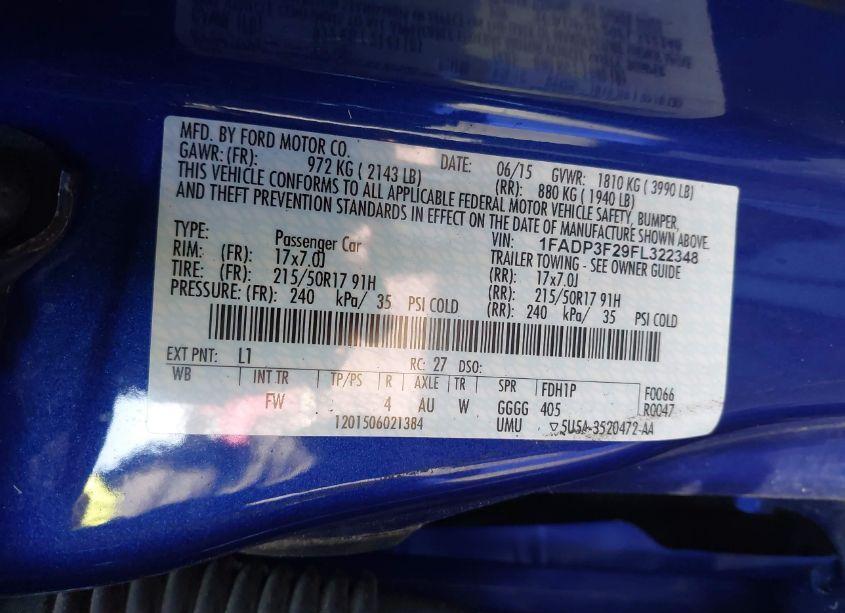 MFD. BY FORD MOTOR CO. DATE: 06/15 GVWR: 1810 KG ( 3990 LB)
GAWR: (FR): 972 KG ( 2143 LB) (RR): 880 KG ( 1940 LB)
THIS VEHICLE CONFORMS TO ALL APPLICABLE FEDERAL MOTOR VEHICLE SAFETY, BUMPER,
AND THEFT PREVENTION STANDARDS IN EFFECT ON THE DATE OF MANUFACTURE SHOWN ABOVE.
VIN: 1FADP3F29FL322348
TYPE: Passenger Car TRAILER TOWING - SEE OWNER GUIDE
RIM: (FR): 17x7.0J (RR): 17x7.0J
TIRE: (FR): 215/50R17 91H (RR): 215/50R17 91H
PRESSURE: (FR): 240 kPa/ 35 PSI COLD (RR): 240 kPa/ 35 PSI COLD
EXT PNT: L1 RC: 27 DSO:
WB INT TR TP/PS R AXLE TR SPR FDH1P F0066
FW 4 AU W GGGG 405 R0047
1201506021384 UMU ▽5U5A-3520472-AA